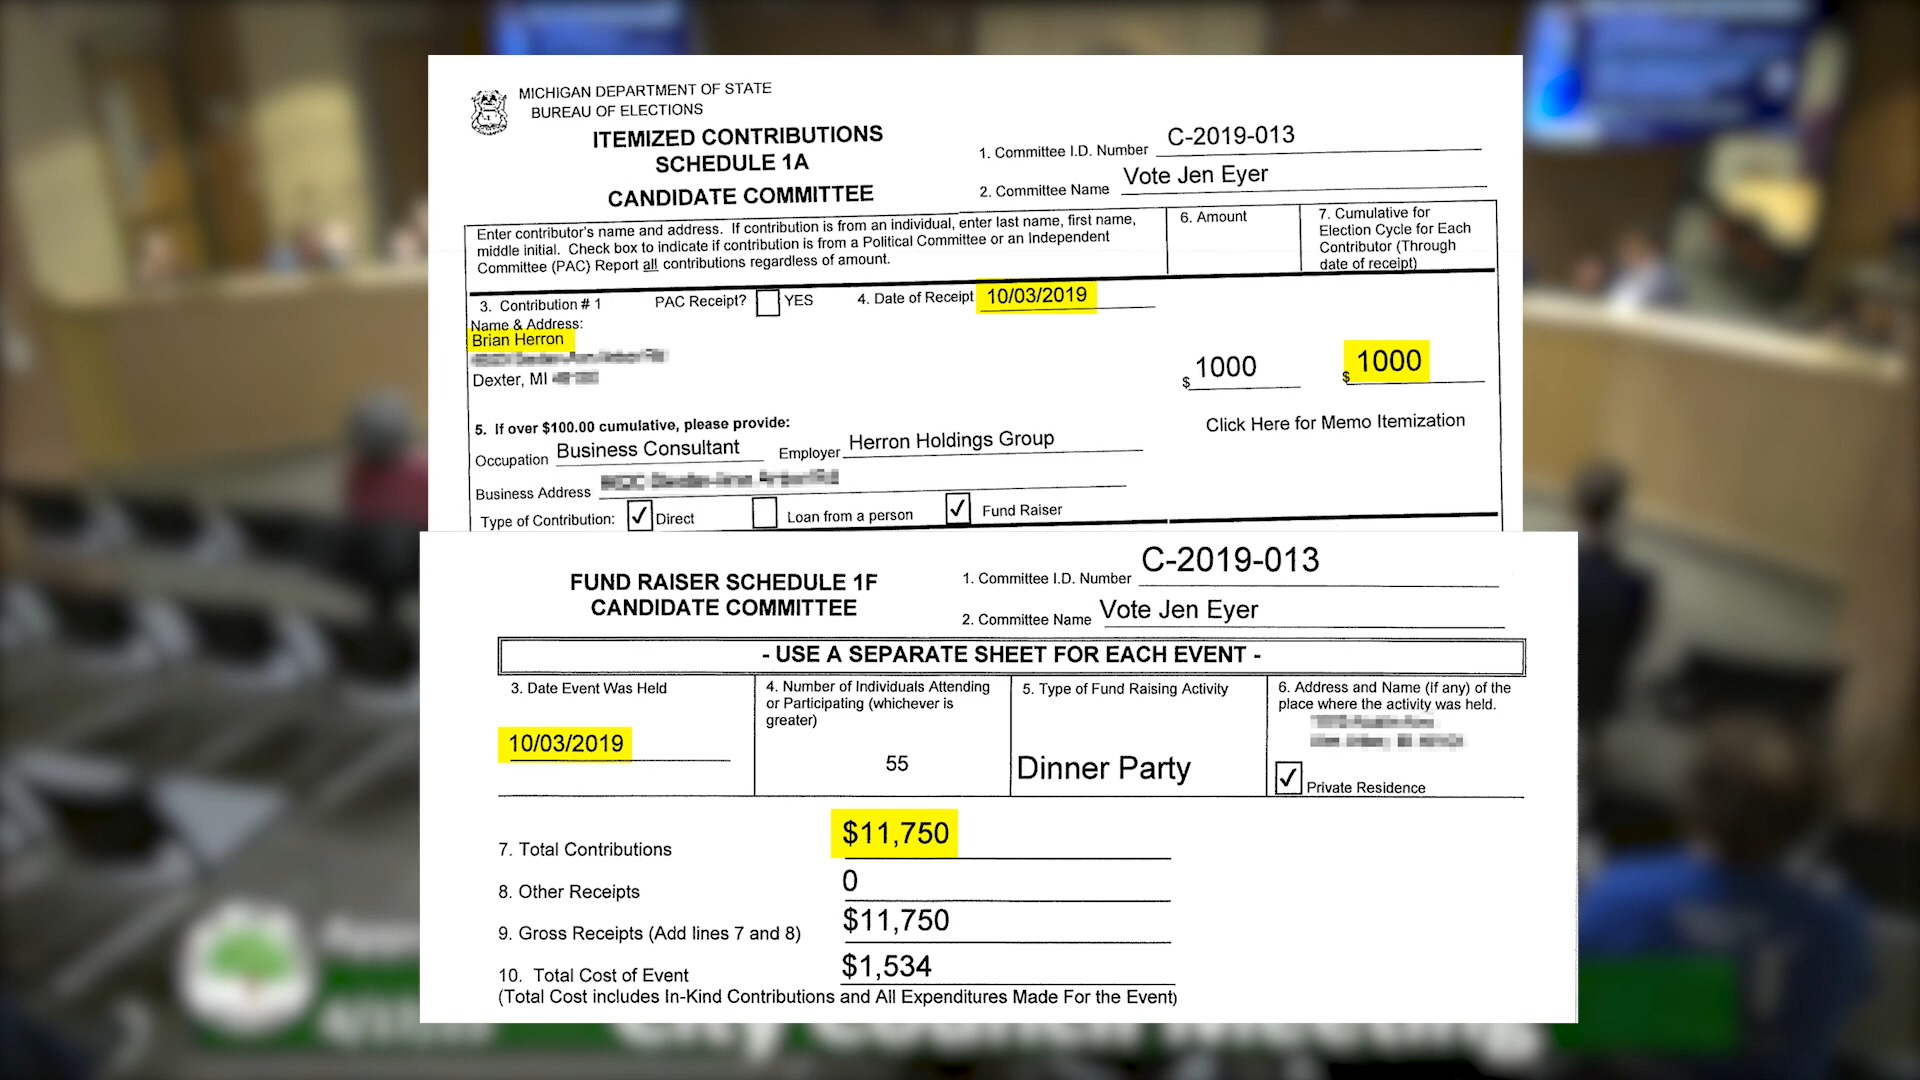 MICHIGAN DEPARTMENT OF STATE
BUREAU OF ELECTIONS
ITEMIZED CONTRIBUTIONS
SCHEDULE 1A
CANDIDATE COMMITTEE
1. Committee I.D. Number C-2019-013
2. Committee Name Vote Jen Eyer
Enter contributor's name and address. If contribution is from an individual, enter last name, first name,
middle initial. Check box to indicate if contribution is from a Political Committee or an Independent
Committee (PAC) Report all contributions regardless of amount.
6. Amount
7. Cumulative for
Election Cycle for Each
Contributor (Through
date of receipt)
3. Contribution # 1 PAC Receipt? YES 4. Date of Receipt 10/03/2019
Name & Address:
Brian Herron
Dexter, MI
$ 1000
$ 1000
5. If over $100.00 cumulative, please provide:
Click Here for Memo Itemization
Occupation Business Consultant Employer Herron Holdings Group
Business Address
Type of Contribution: ✓ Direct Loan from a person ✓ Fund Raiser
FUND RAISER SCHEDULE 1F
CANDIDATE COMMITTEE
1. Committee I.D. Number C-2019-013
2. Committee Name Vote Jen Eyer
- USE A SEPARATE SHEET FOR EACH EVENT -
3. Date Event Was Held
10/03/2019
4. Number of Individuals Attending
or Participating (whichever is
greater)
55
5. Type of Fund Raising Activity
Dinner Party
6. Address and Name (if any) of the
place where the activity was held.
✓ Private Residence
7. Total Contributions $11,750
8. Other Receipts 0
9. Gross Receipts (Add lines 7 and 8) $11,750
10. Total Cost of Event $1,534
(Total Cost includes In-Kind Contributions and All Expenditures Made For the Event)
City Council Meeting